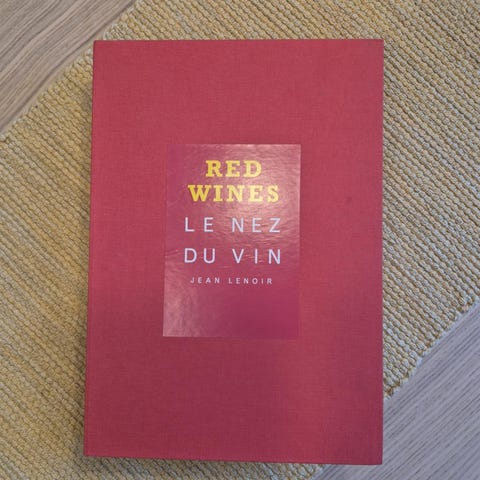 RED
WINES
LE NEZ
DU VIN
JEAN LENOIR